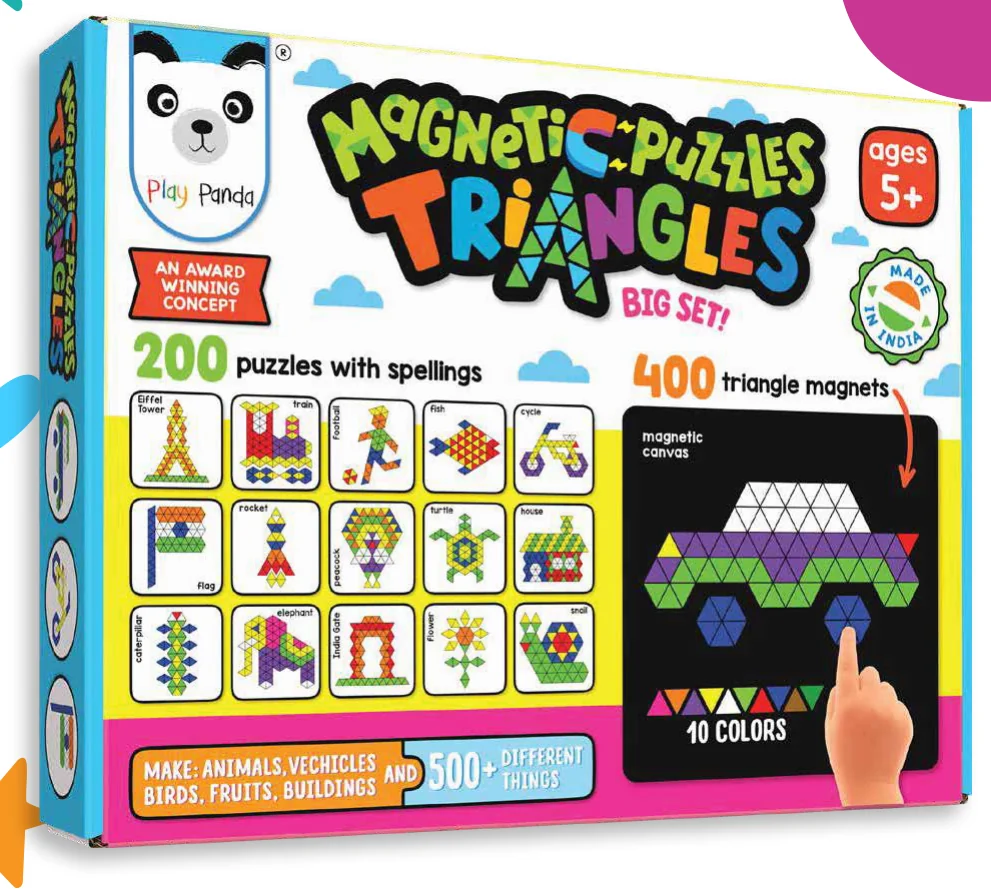 MAGNETIC PUZZLES
TRIANGLES
BIG SET!
®
Play Panda
ages
5+
MADE
IN INDIA
AN AWARD
WINNING
CONCEPT
200 puzzles with spellings
400 triangle magnets
Eiffel
Tower
train
football
fish
cycle
flag
rocket
peacock
turtle
house
caterpillar
elephant
India Gate
flower
snail
magnetic
canvas
10 COLORS
MAKE: ANIMALS, VECHICLES
BIRDS, FRUITS, BUILDINGS
AND
500+ DIFFERENT
THINGS
MAGNETIC PUZZLES
TRIANGLES